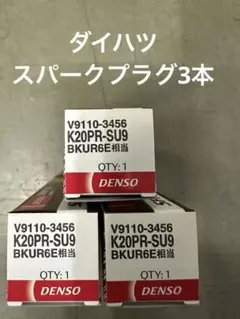 ダイハツ
スパークプラグ3本
V9110-3456
K20PR-SU9
BKUR6E相当
QTY: 1
DENSO
V9110-3456
K20PR-SU9
BKUR6E相当
QTY: 1
DENSO
V9110-3456
K20PR-SU9
BKUR6E相当
QTY: 1
DENSO